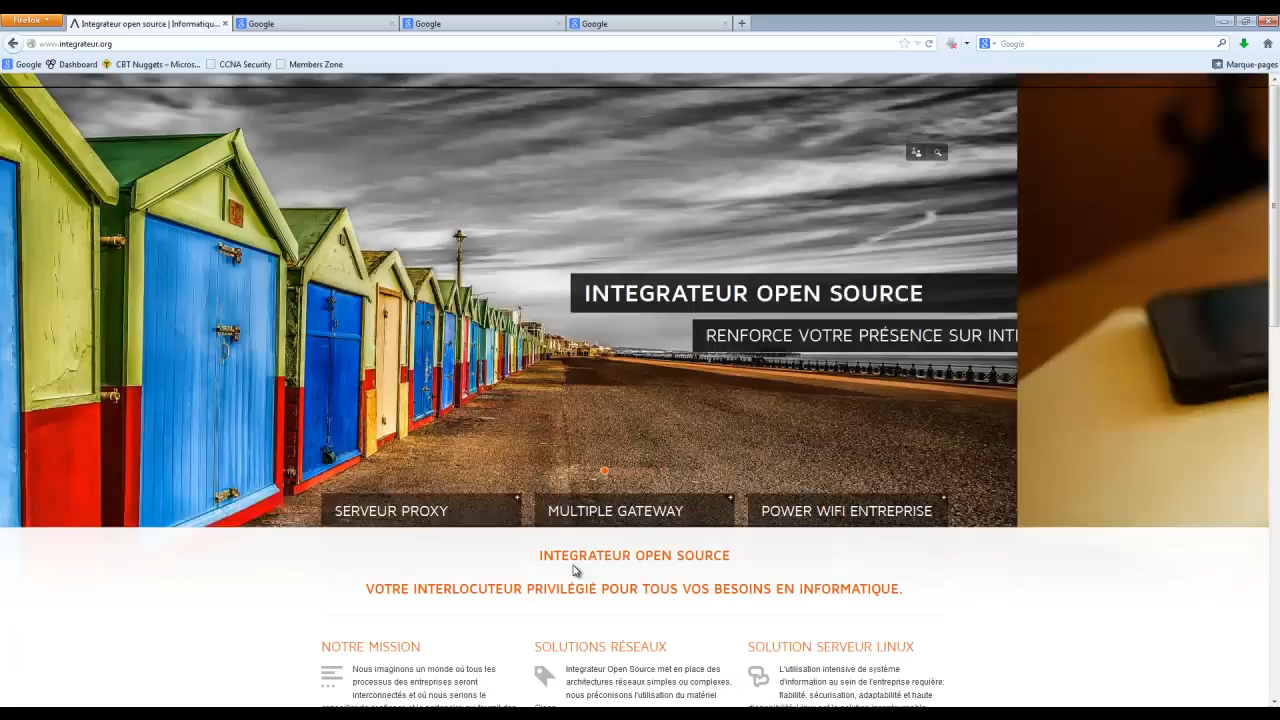 Firefox
Integrateur open source | Informatiqu...
Google
Google
Google
www.integrateur.org
Google
Google
Dashboard
CBT Nuggets – Micros...
CCNA Security
Members Zone
Marque-pages
INTEGRATEUR OPEN SOURCE
RENFORCE VOTRE PRÉSENCE SUR INT
SERVEUR PROXY
MULTIPLE GATEWAY
POWER WIFI ENTREPRISE
INTEGRATEUR OPEN SOURCE
VOTRE INTERLOCUTEUR PRIVILÉGIÉ POUR TOUS VOS BESOINS EN INFORMATIQUE.
NOTRE MISSION
Nous imaginons un monde où tous les
processus des entreprises seront
interconnectés et où nous serions le
SOLUTIONS RÉSEAUX
Integrateur Open Source met en place des
architectures réseaux simples ou complexes,
nous préconisons l'utilisation du matériel
SOLUTION SERVEUR LINUX
L'utilisation intensive de système
d'information au sein de l'entreprise requière:
fiabilité, sécurisation, adaptabilité et haute